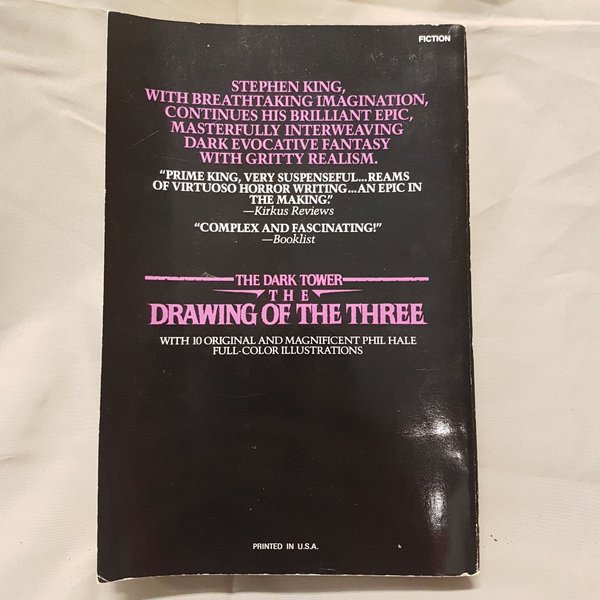 FICTION
STEPHEN KING,
WITH BREATHTAKING IMAGINATION,
CONTINUES HIS BRILLIANT EPIC,
MASTERFULLY INTERWEAVING
DARK EVOCATIVE FANTASY
WITH GRITTY REALISM.
“PRIME KING, VERY SUSPENSEFUL...REAMS
OF VIRTUOSO HORROR WRITING...AN EPIC IN
THE MAKING.”
—Kirkus Reviews
“COMPLEX AND FASCINATING!”
—Booklist
THE DARK TOWER
THE
DRAWING OF THE THREE
WITH 10 ORIGINAL AND MAGNIFICENT PHIL HALE
FULL-COLOR ILLUSTRATIONS
PRINTED IN U.S.A.